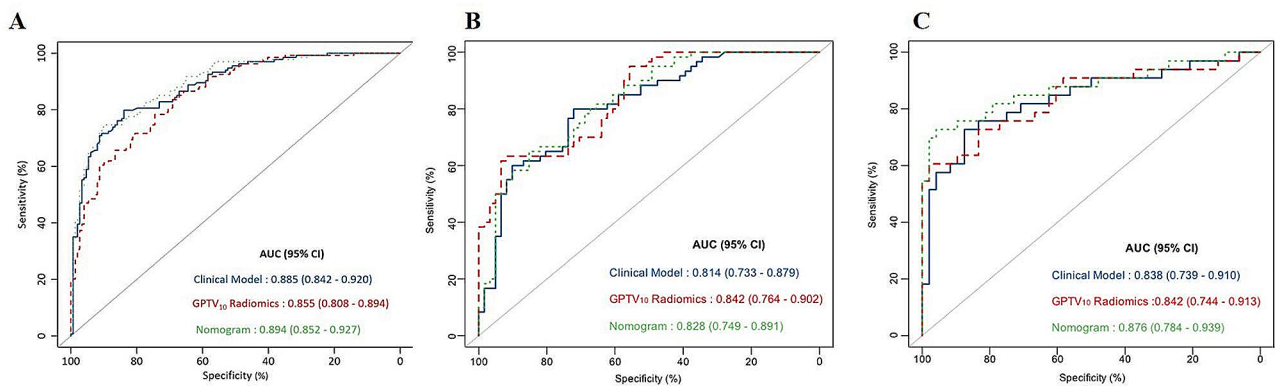 A
100
80
60
40
20
0
Sensitivity (%)
AUC (95% CI)
Clinical Model : 0.885 (0.842 - 0.920)
GPTV10 Radiomics : 0.855 (0.808 - 0.894)
Nomogram : 0.894 (0.852 - 0.927)
100 80 60 40 20 0
Specificity (%)
B
100
80
60
40
20
0
Sensitivity (%)
AUC (95% CI)
Clinical Model : 0.814 (0.733 - 0.879)
GPTV10 Radiomics :0.842 (0.764 - 0.902)
Nomogram : 0.828 (0.749 - 0.891)
100 80 60 40 20 0
Specificity (%)
C
100
80
60
40
20
0
Sensitivity (%)
AUC (95% CI)
Clinical Model : 0.838 (0.739 - 0.910)
GPTV10 Radiomics :0.842 (0.744 - 0.913)
Nomogram : 0.876 (0.784 - 0.939)
100 80 60 40 20 0
Specificity (%)